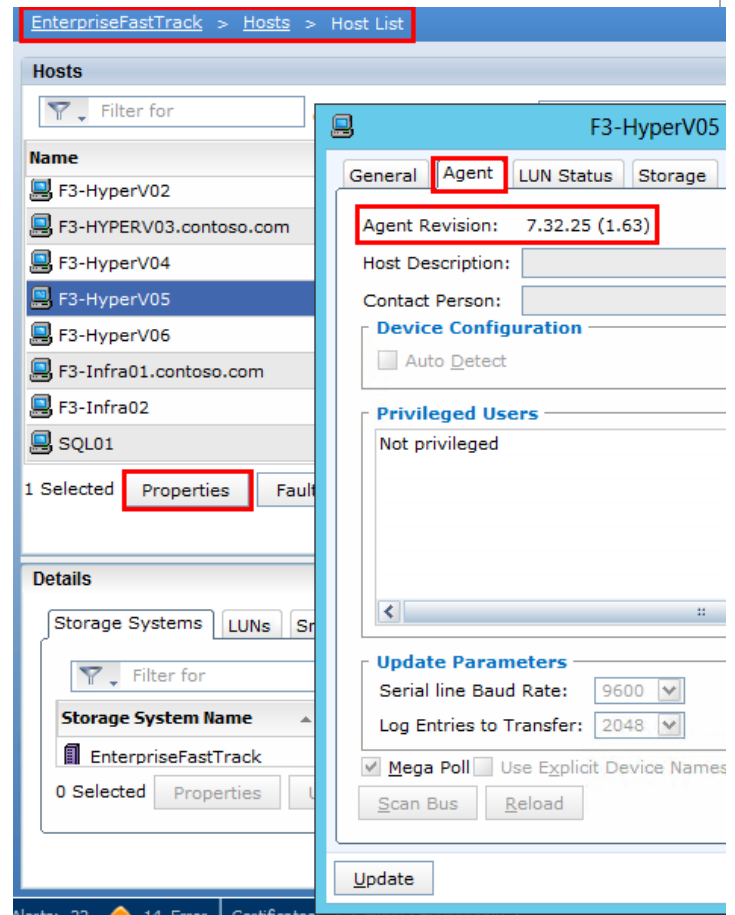 EnterpriseFastTrack > Hosts > Host List
Hosts
Filter for
F3-HyperV05
Name
F3-HyperV02
F3-HYPERV03.contoso.com
F3-HyperV04
F3-HyperV05
F3-HyperV06
F3-Infra01.contoso.com
F3-Infra02
SQL01
1 Selected Properties Fault
General Agent LUN Status Storage
Agent Revision: 7.32.25 (1.63)
Host Description:
Contact Person:
Device Configuration
Auto Detect
Privileged Users
Not privileged
Update Parameters
Serial line Baud Rate: 9600
Log Entries to Transfer: 2048
Mega Poll Use Explicit Device Names
Scan Bus Reload
Update
Details
Storage Systems LUNs
Filter for
Storage System Name
EnterpriseFastTrack
0 Selected Properties